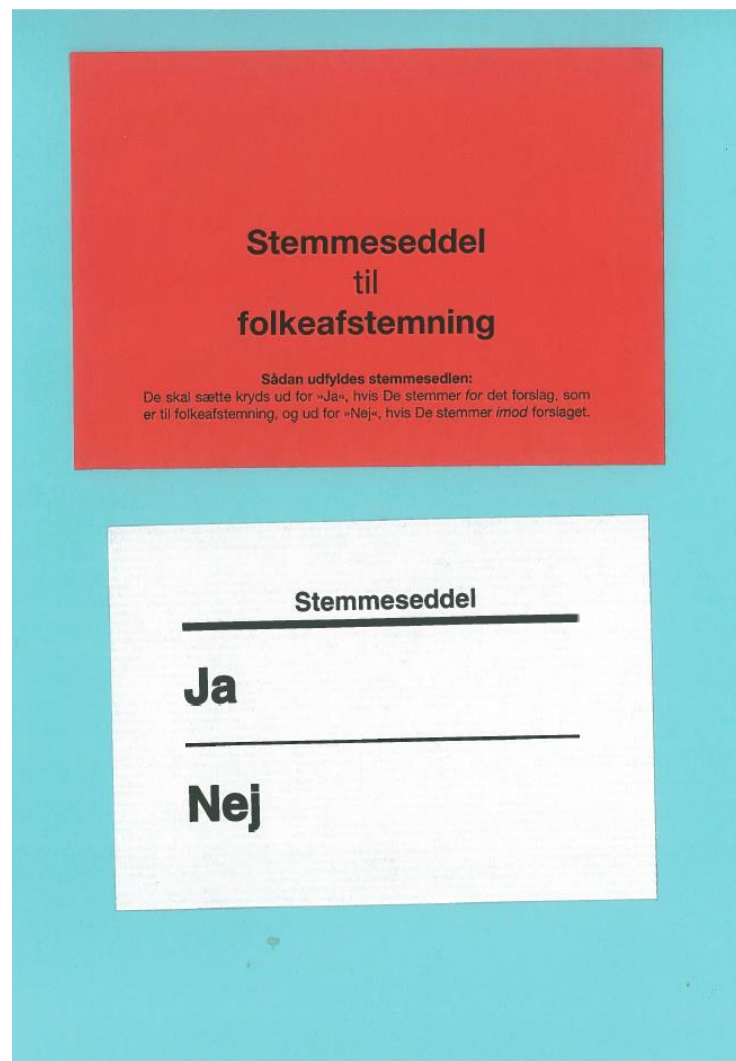 Stemmeseddel
til
folkeafstemning
Sådan udfyldes stemmesedlen:
De skal sætte kryds ud for »Ja«, hvis De stemmer for det forslag, som
er til folkeafstemning, og ud for »Nej«, hvis De stemmer imod forslaget.
Stemmeseddel
Ja
Nej